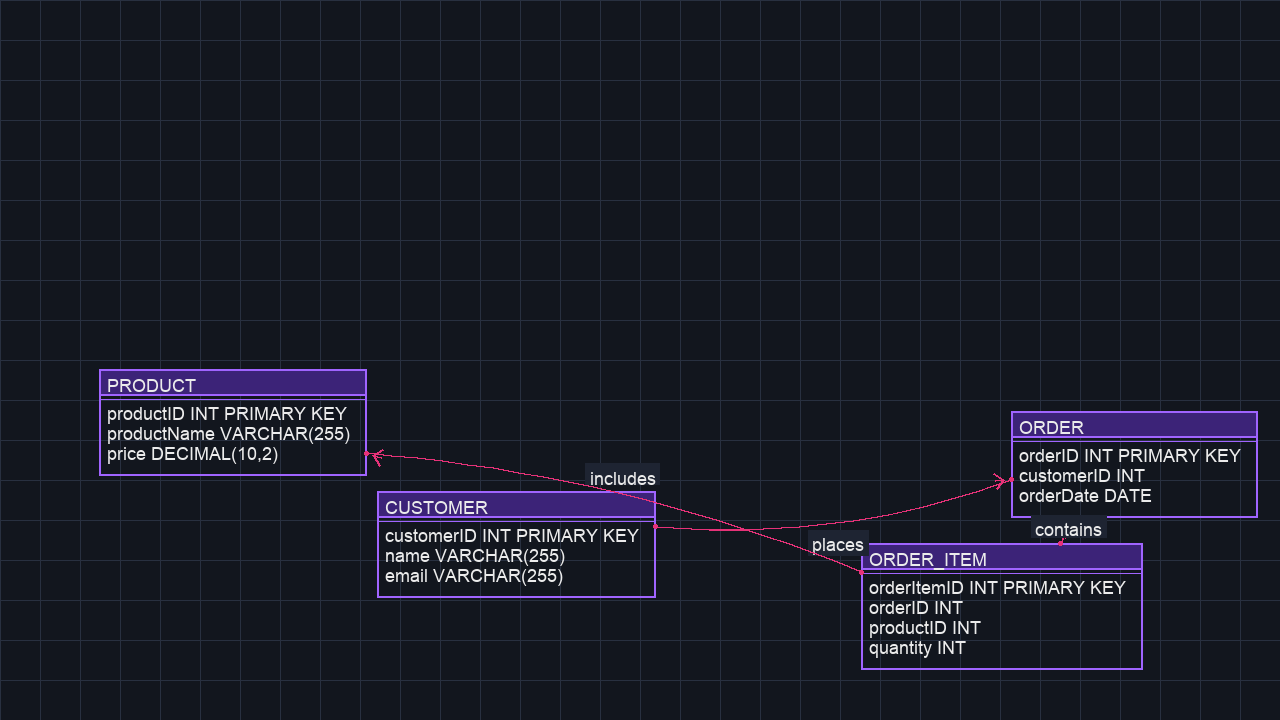 PRODUCT
productID INT PRIMARY KEY
productName VARCHAR(255)
price DECIMAL(10,2)
ORDER
orderID INT PRIMARY KEY
customerID INT
orderDate DATE
includes
CUSTOMER
customerID INT PRIMARY KEY
name VARCHAR(255)
email VARCHAR(255)
contains
places
ORDER_ITEM
orderItemID INT PRIMARY KEY
orderID INT
productID INT
quantity INT